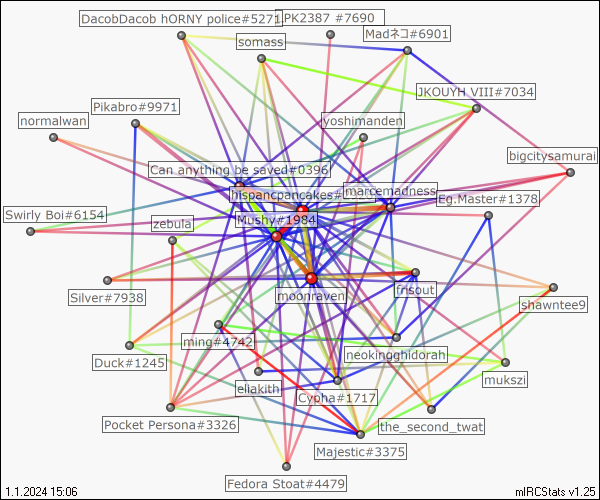 DacobDacob hORNY police#5271
LPK2387 #7690
Madネコ#6901
somass
JKOUYH VIII#7034
Pikabro#9971
normalwan
yoshimanden
bigcitysamurai
Can anything be saved#0396
marcemadness
hispancpancakes#
Eg.Master#1378
Swirly Boi#6154
zebula
Mushy#1984
moonraven
frisout
Silver#7938
shawntee9
ming#4742
neokingghidorah
Duck#1245
mukszi
eliakith
Cypha#1717
Pocket Persona#3326
the_second_twat
Majestic#3375
Fedora Stoat#4479
1.1.2024 15:06
mIRCStats v1.25